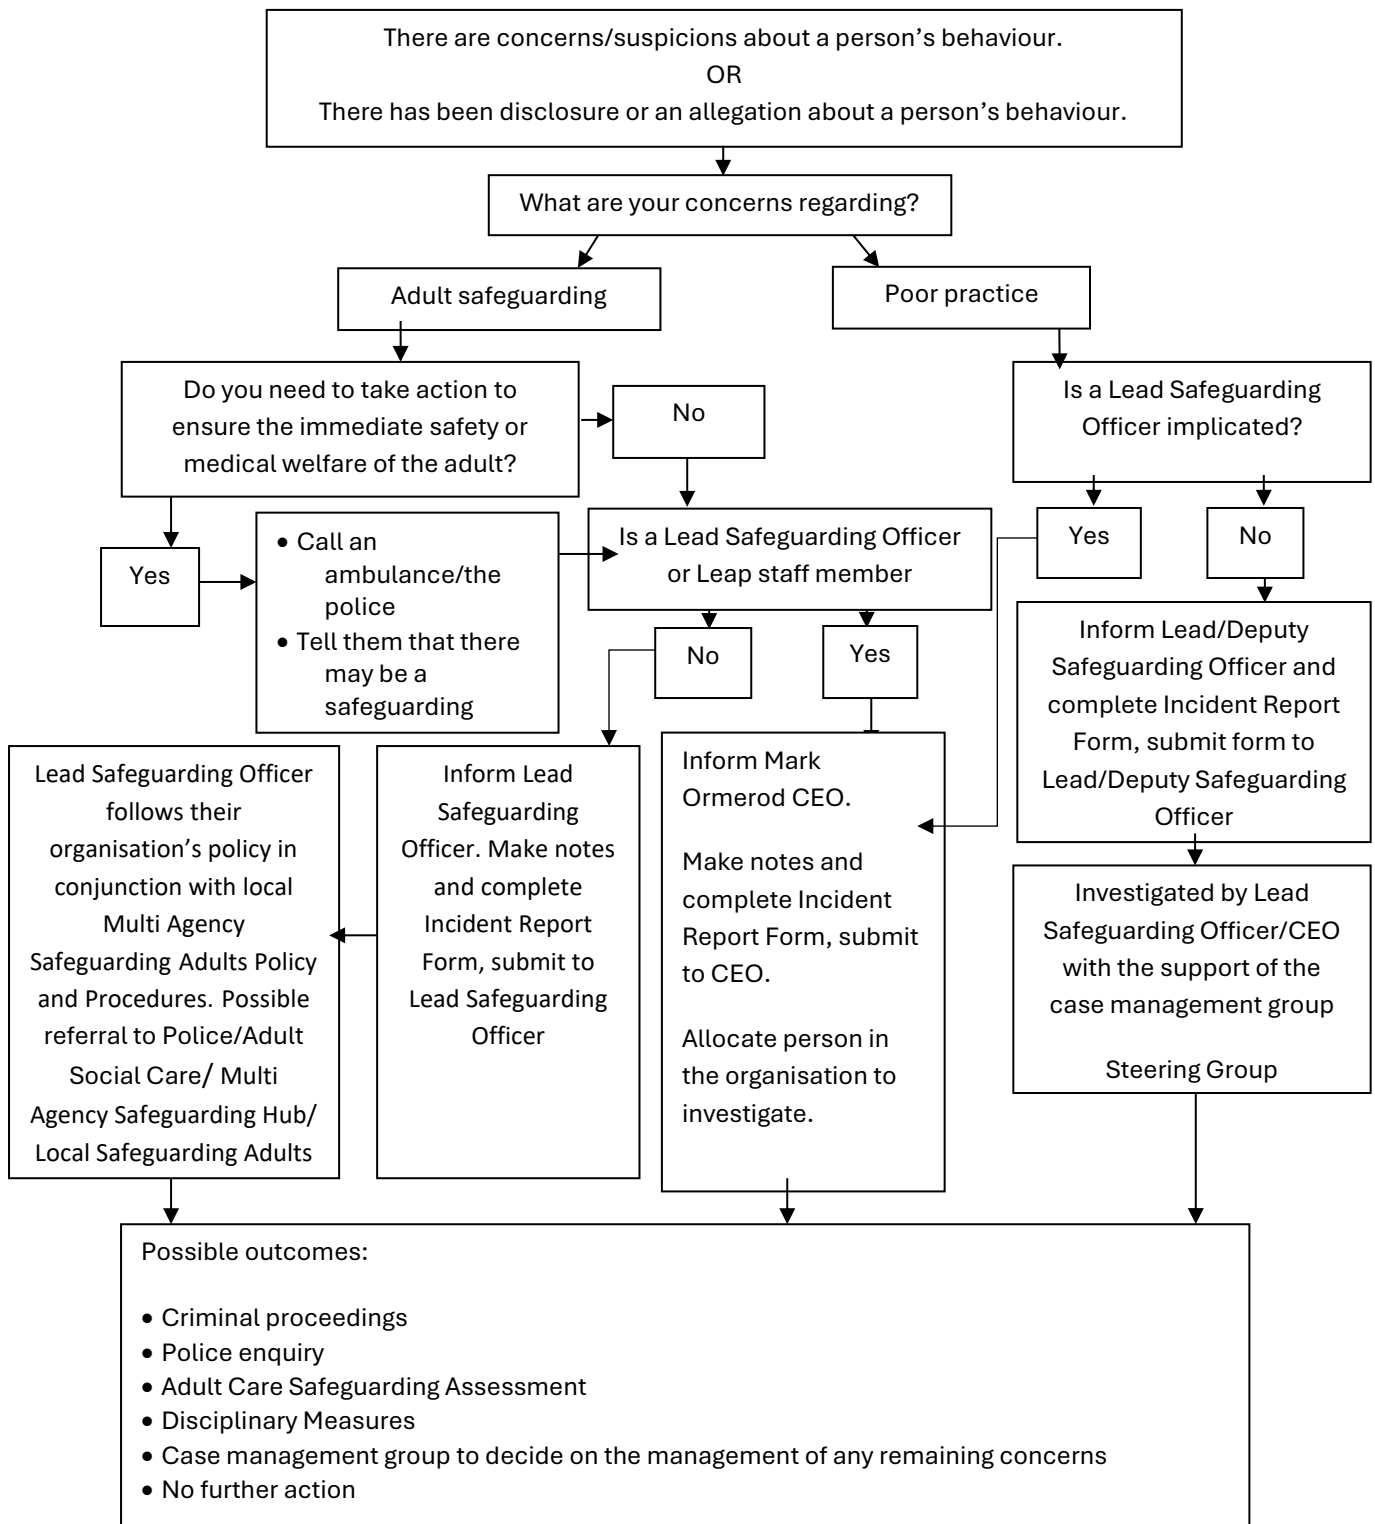 There are concerns/suspicions about a person’s behaviour.
OR
There has been disclosure or an allegation about a person’s behaviour.
What are your concerns regarding?
Adult safeguarding
Poor practice
Do you need to take action to
ensure the immediate safety or
medical welfare of the adult?
No
Is a Lead Safeguarding
Officer implicated?
Yes
• Call an
ambulance/the
police
• Tell them that there
may be a
safeguarding
Is a Lead Safeguarding Officer
or Leap staff member
Yes
No
No
Yes
Inform Lead/Deputy
Safeguarding Officer and
complete Incident Report
Form, submit form to
Lead/Deputy Safeguarding
Officer
Lead Safeguarding Officer
follows their
organisation’s policy in
conjunction with local
Multi Agency
Safeguarding Adults Policy
and Procedures. Possible
referral to Police/Adult
Social Care/ Multi
Agency Safeguarding Hub/
Local Safeguarding Adults
Inform Lead
Safeguarding
Officer. Make notes
and complete
Incident Report
Form, submit to
Lead Safeguarding
Officer
Inform Mark
Ormerod CEO.
Make notes and
complete Incident
Report Form, submit
to CEO.
Allocate person in
the organisation to
investigate.
Investigated by Lead
Safeguarding Officer/CEO
with the support of the
case management group
Steering Group
Possible outcomes:
• Criminal proceedings
• Police enquiry
• Adult Care Safeguarding Assessment
• Disciplinary Measures
• Case management group to decide on the management of any remaining concerns
• No further action